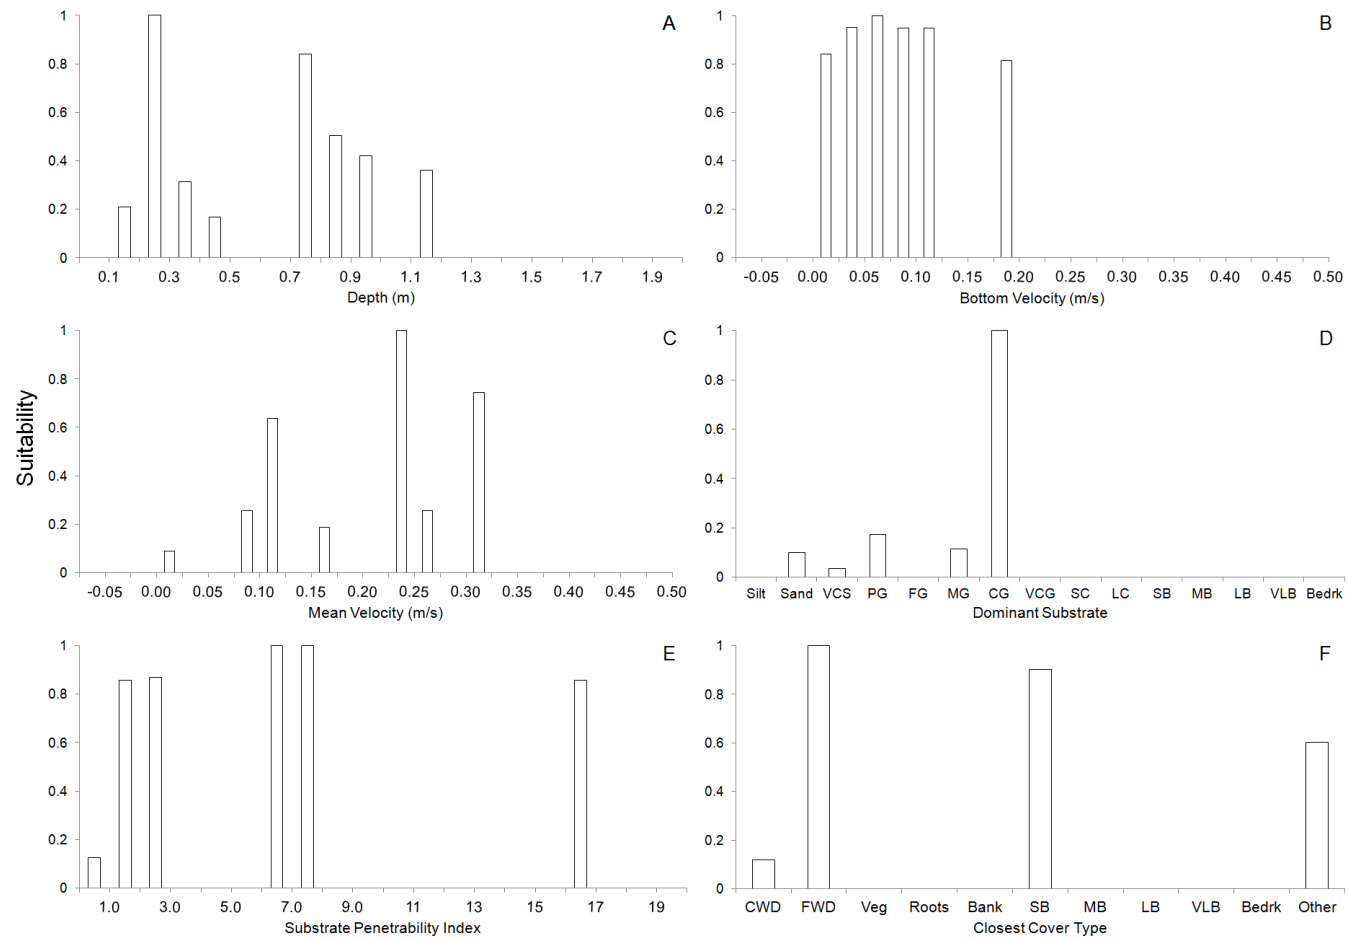 A
1
0.8
0.6
0.4
0.2
0
0.1 0.3 0.5 0.7 0.9 1.1 1.3 1.5 1.7 1.9
Depth (m)
B
1
0.8
0.6
0.4
0.2
0
-0.05 0.00 0.05 0.10 0.15 0.20 0.25 0.30 0.35 0.40 0.45 0.50
Bottom Velocity (m/s)
Suitability
C
1
0.8
0.6
0.4
0.2
0
-0.05 0.00 0.05 0.10 0.15 0.20 0.25 0.30 0.35 0.40 0.45 0.50
Mean Velocity (m/s)
D
1
0.8
0.6
0.4
0.2
0
Silt Sand VCS PG FG MG CG VCG SC LC SB MB LB VLB Bedrk
Dominant Substrate
E
1
0.8
0.6
0.4
0.2
0
1.0 3.0 5.0 7.0 9.0 11 13 15 17 19
Substrate Penetrability Index
F
1
0.8
0.6
0.4
0.2
0
CWD FWD Veg Roots Bank SB MB LB VLB Bedrk Other
Closest Cover Type